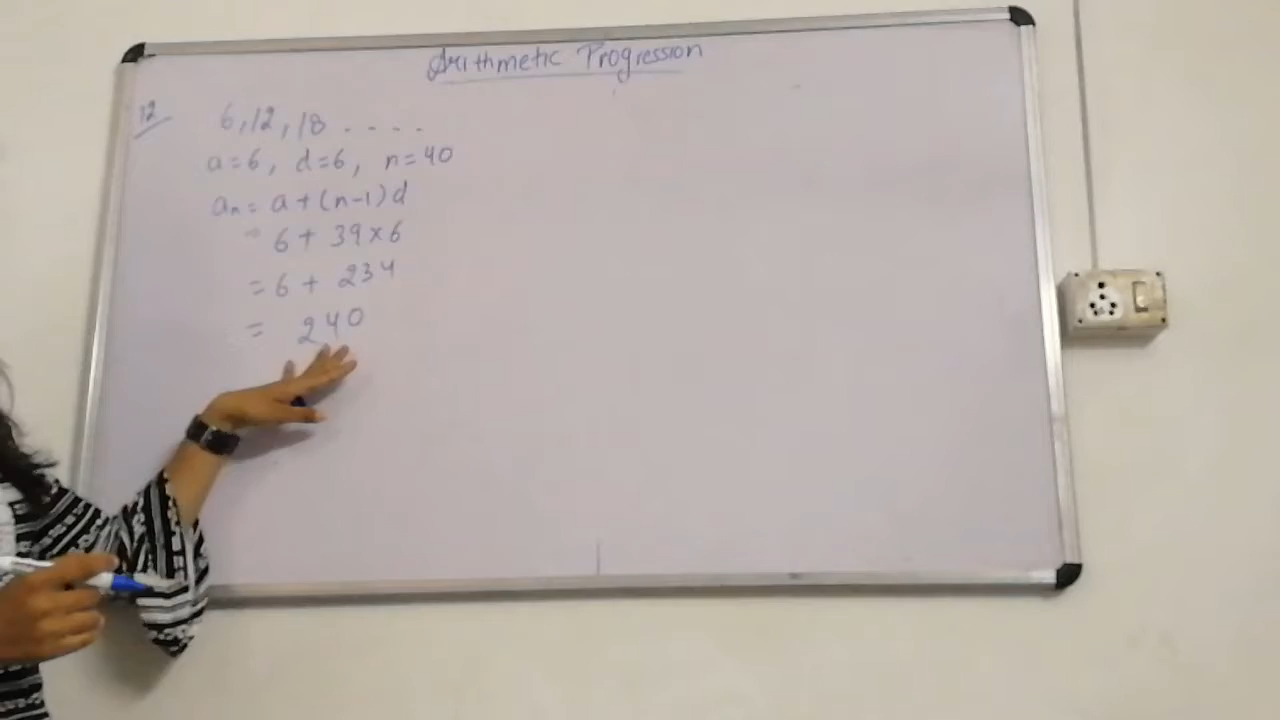 Arithmetic Progression
12 6, 12, 18 . . . .
a=6, d=6, n=40
aₙ = a+(n-1)d
= 6+ 39×6
= 6+ 234
= 240